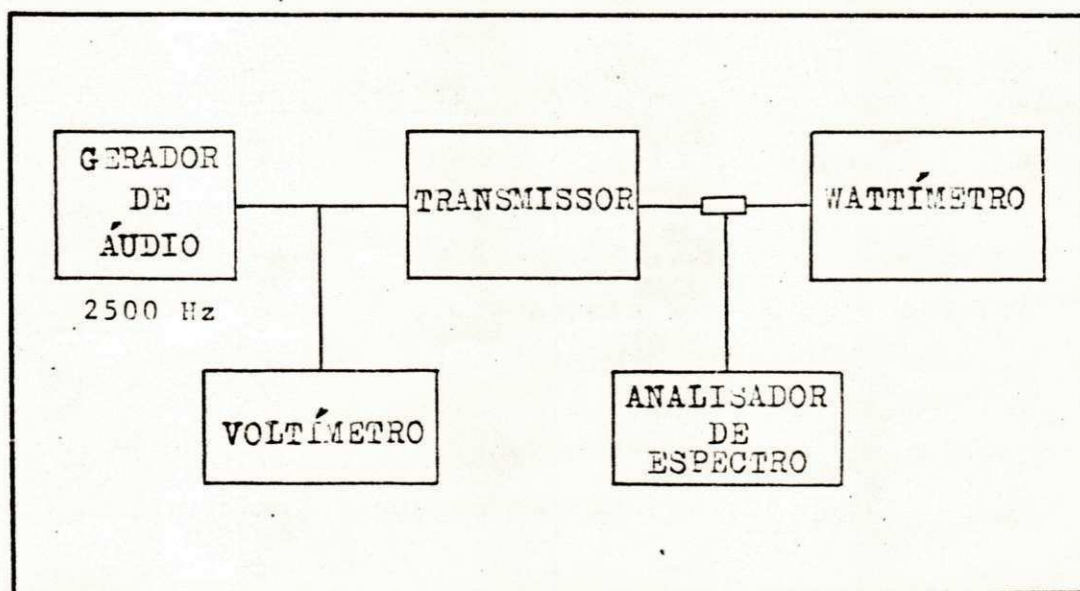 GERADOR
DE
ÁUDIO
2500 Hz
TRANSMISSOR
WATTÍMETRO
VOLTÍMETRO
ANALISADOR
DE
ESPECTRO